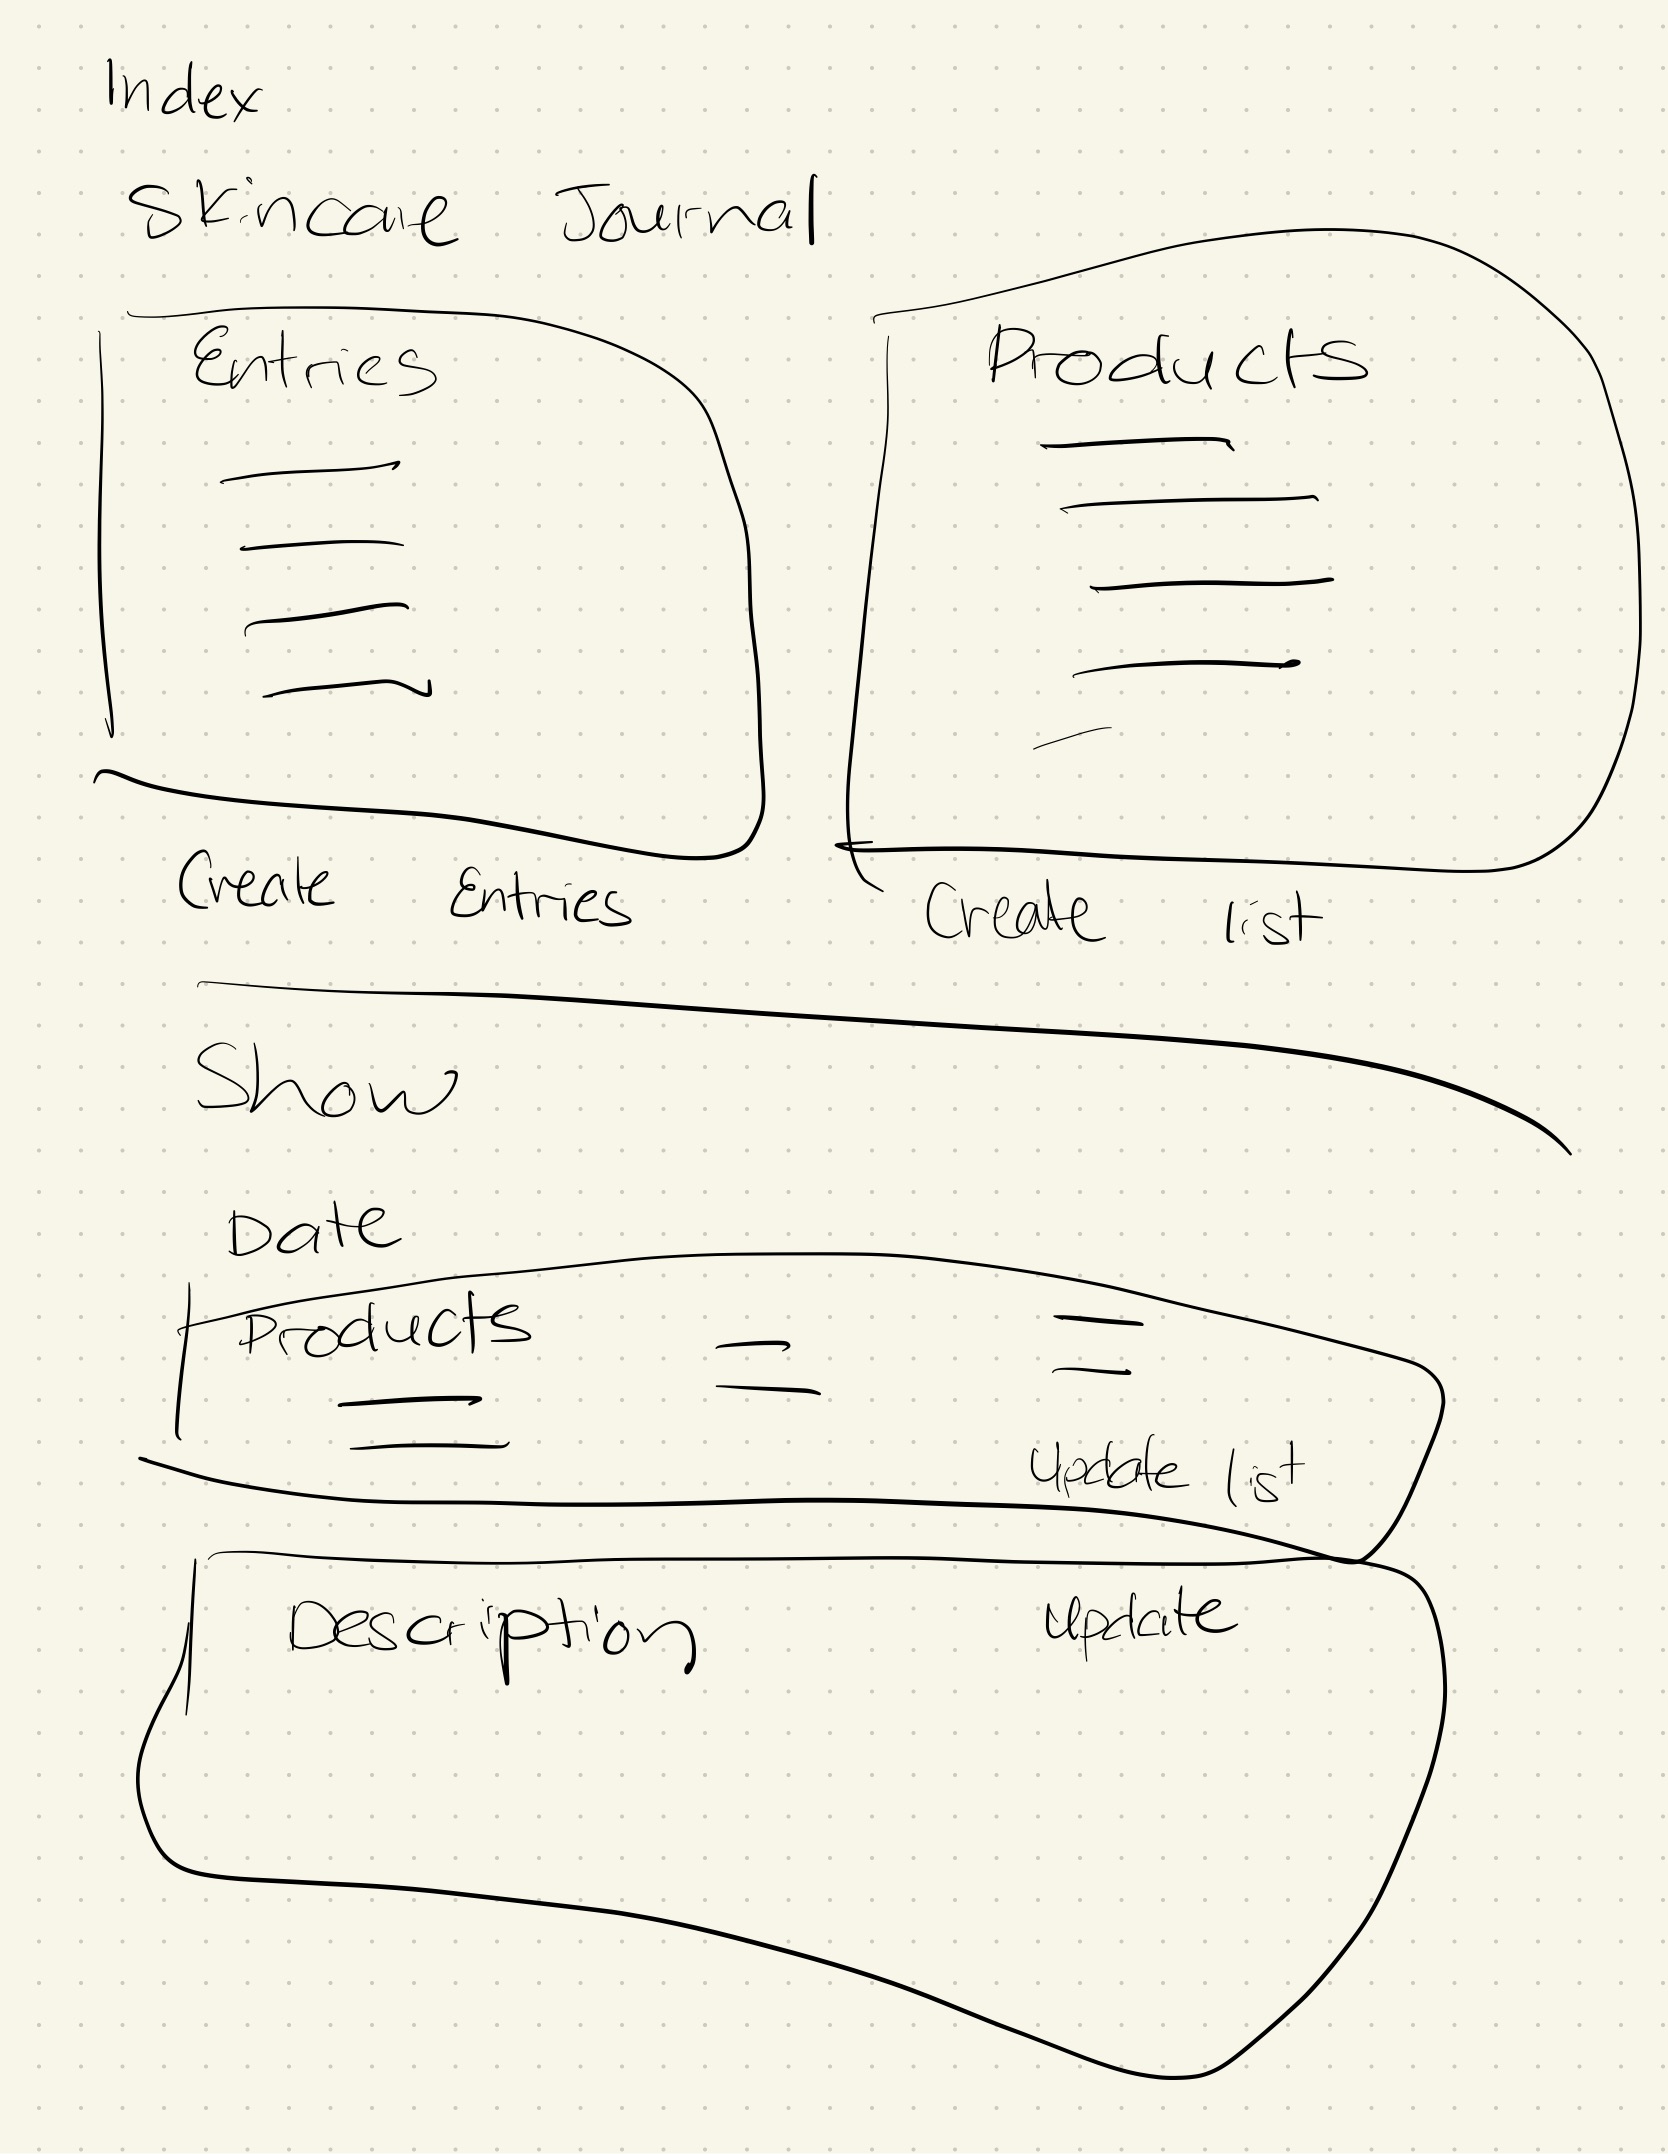 Index
Skincare Journal
Entries
Products
Create Entries
Create list
Show
Date
Products
Update list
Description
Update